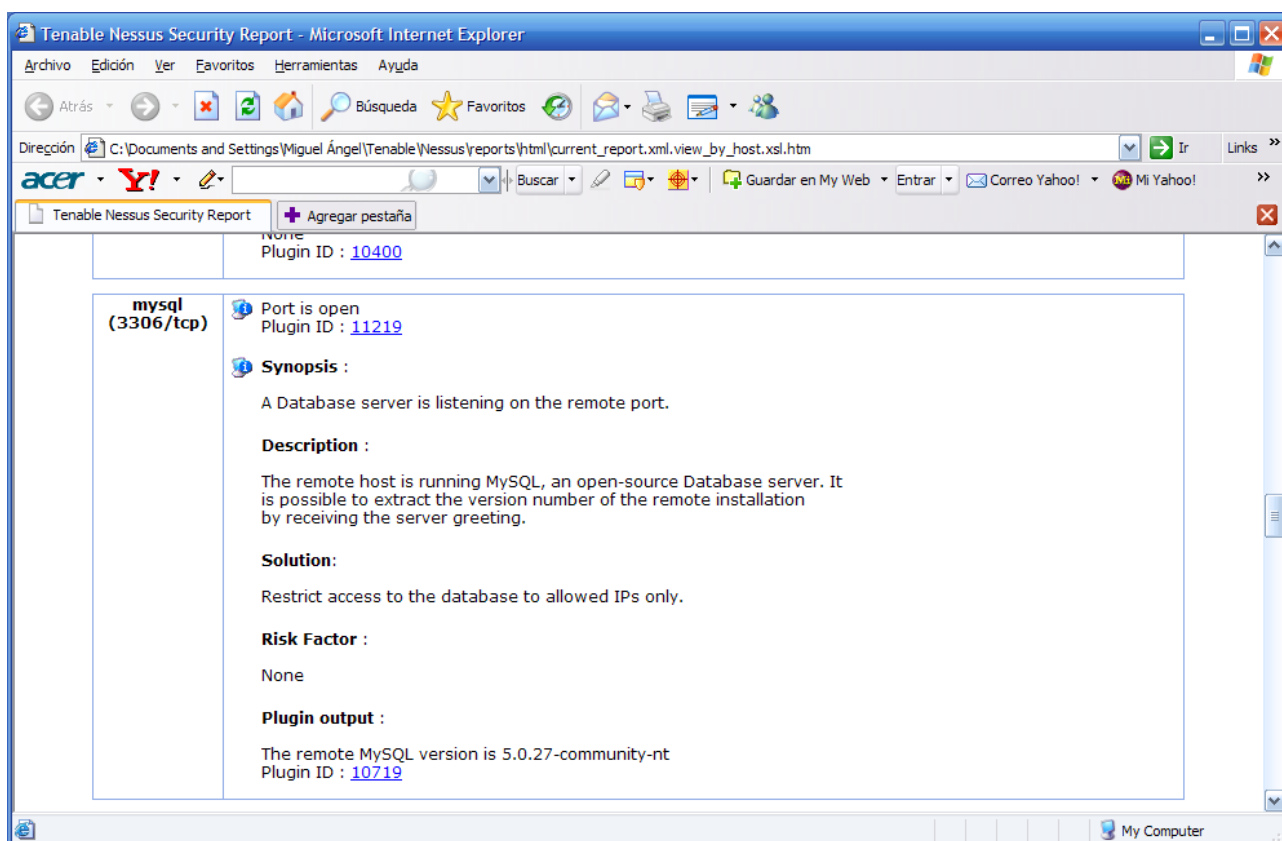 Tenable Nessus Security Report - Microsoft Internet Explorer
Archivo Edición Ver Favoritos Herramientas Ayuda
Atrás Búsqueda Favoritos
Dirección C:\Documents and Settings\Miguel Ángel\Tenable\Nessus\reports\html\current_report.xml.view_by_host.xsl.htm Ir Links »
acer Y! Buscar Guardar en My Web Entrar Correo Yahoo! Mi Yahoo! »
Tenable Nessus Security Report Agregar pestaña
None
Plugin ID : 10400
mysql
(3306/tcp)
Port is open
Plugin ID : 11219
Synopsis :
A Database server is listening on the remote port.
Description :
The remote host is running MySQL, an open-source Database server. It
is possible to extract the version number of the remote installation
by receiving the server greeting.
Solution:
Restrict access to the database to allowed IPs only.
Risk Factor :
None
Plugin output :
The remote MySQL version is 5.0.27-community-nt
Plugin ID : 10719
My Computer